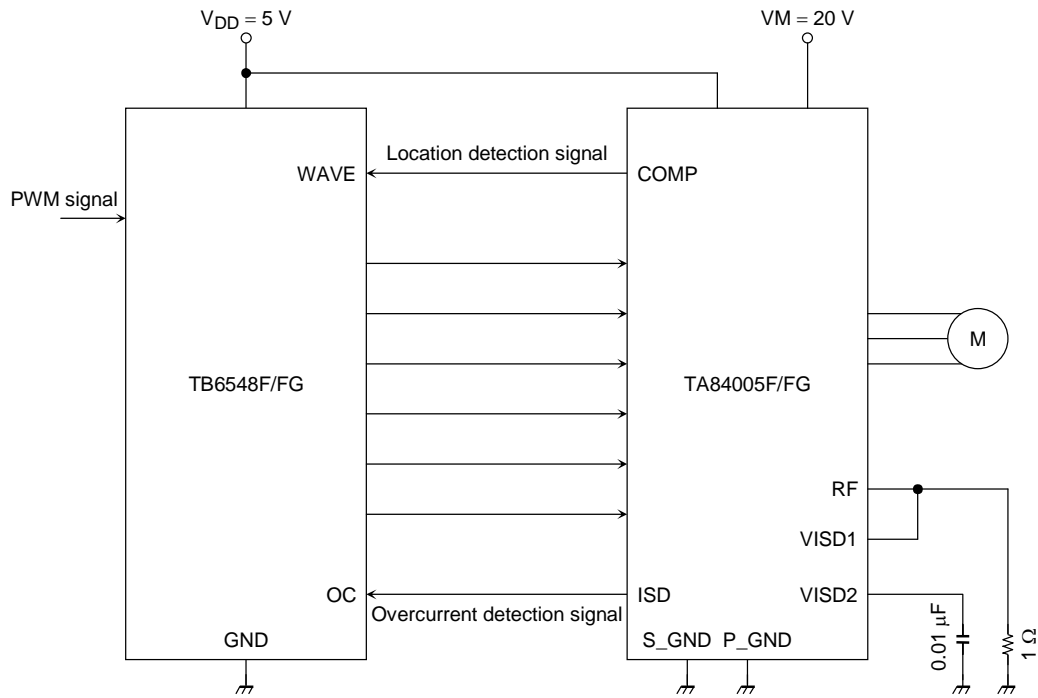 V_DD = 5 V
VM = 20 V
Location detection signal
WAVE
COMP
PWM signal
M
TB6548F/FG
TA84005F/FG
RF
VISD1
OC
ISD
VISD2
Overcurrent detection signal
0.01 µF
1 Ω
GND
S_GND P_GND